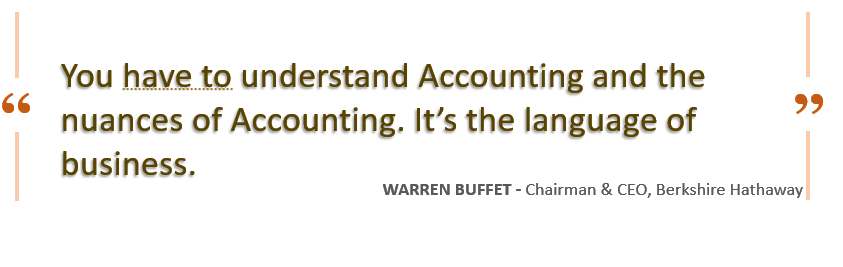 You have to understand Accounting and the
“ ”
nuances of Accounting. It’s the language of
business.
WARREN BUFFET - Chairman & CEO, Berkshire Hathaway